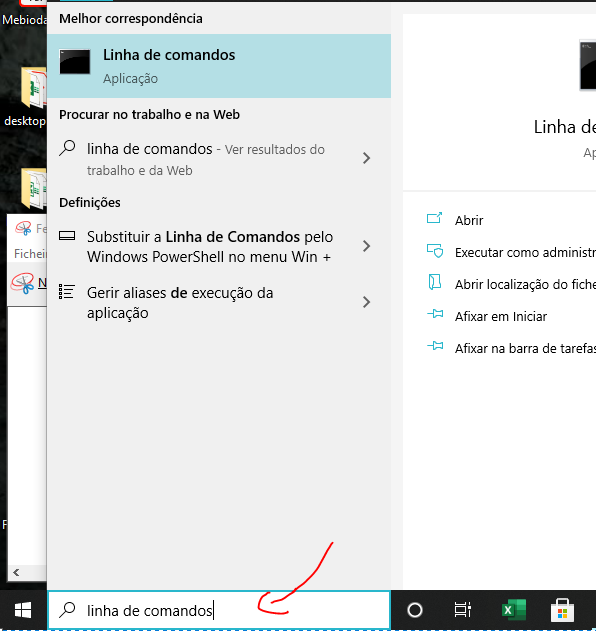 Mebioda
desktop
Fe
Fichei
N
Melhor correspondência
Linha de comandos
Aplicação
Procurar no trabalho e na Web
linha de comandos - Ver resultados do
trabalho e da Web
Definições
Substituir a Linha de Comandos pelo
Windows PowerShell no menu Win +
Gerir aliases de execução da
aplicação
Linha de
Ap
Abrir
Executar como administr
Abrir localização do fiche
Afixar em Iniciar
Afixar na barra de tarefas
linha de comandos